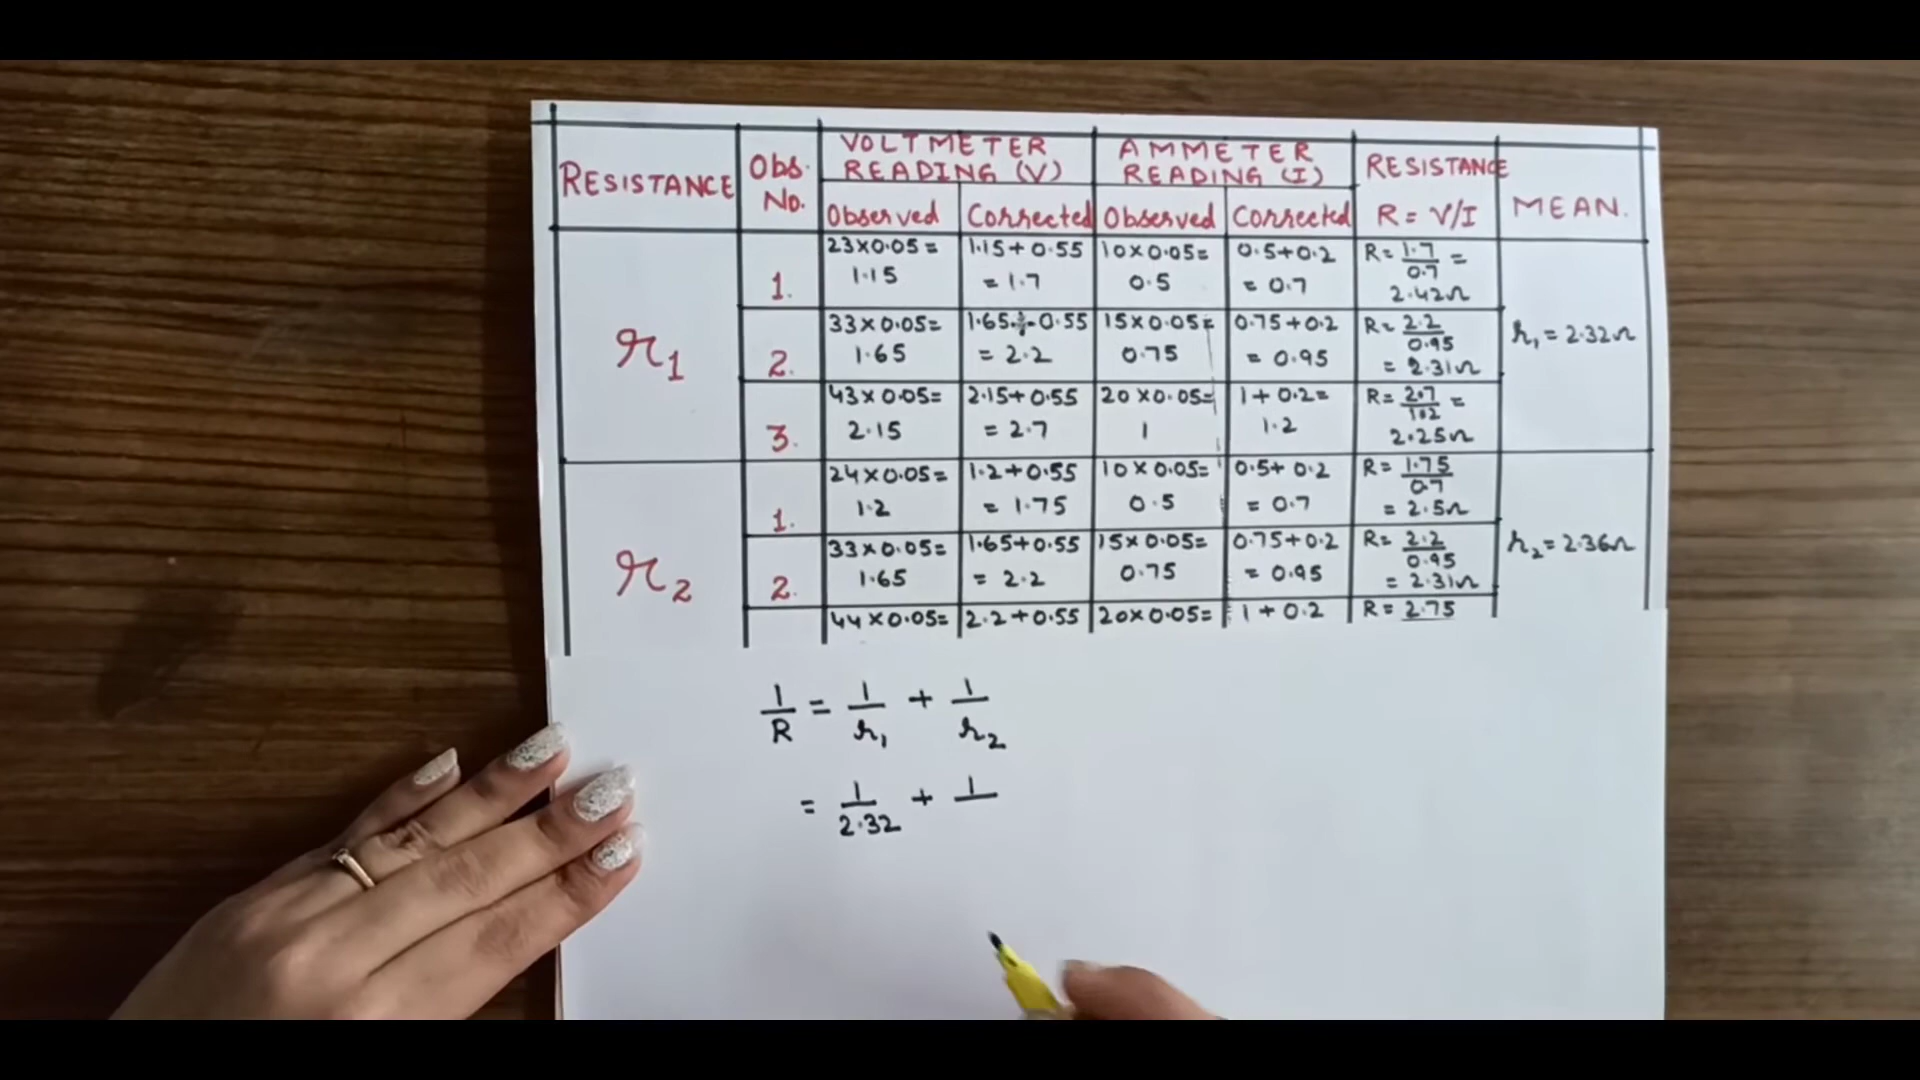 RESISTANCE
Obs. No.
VOLTMETER READING (V)
AMMETER READING (I)
RESISTANCE R = V/I
MEAN.
Observed Corrected Observed Corrected
r₁
1.
23×0.05= 1.15
1.15+0.55 = 1.7
10×0.05= 0.5
0.5+0.2 = 0.7
R= 1.7/0.7 = 2.42Ω
2.
33×0.05= 1.65
1.65+0.55 = 2.2
15×0.05= 0.75
0.75+0.2 = 0.95
R= 2.2/0.95 = 2.31Ω
r₁ = 2.32Ω
3.
43×0.05= 2.15
2.15+0.55 = 2.7
20×0.05= 1
1+0.2= 1.2
R= 2.7/1.2 = 2.25Ω
r₂
1.
24×0.05= 1.2
1.2+0.55 = 1.75
10×0.05= 0.5
0.5+0.2 = 0.7
R= 1.75/0.7 = 2.5Ω
2.
33×0.05= 1.65
1.65+0.55 = 2.2
15×0.05= 0.75
0.75+0.2 = 0.95
R= 2.2/0.95 = 2.31Ω
r₂ = 2.36Ω
44×0.05= 2.2+0.55 20×0.05= 1+0.2 R= 2.75
1/R = 1/r₁ + 1/r₂
= 1/2.32 + 1